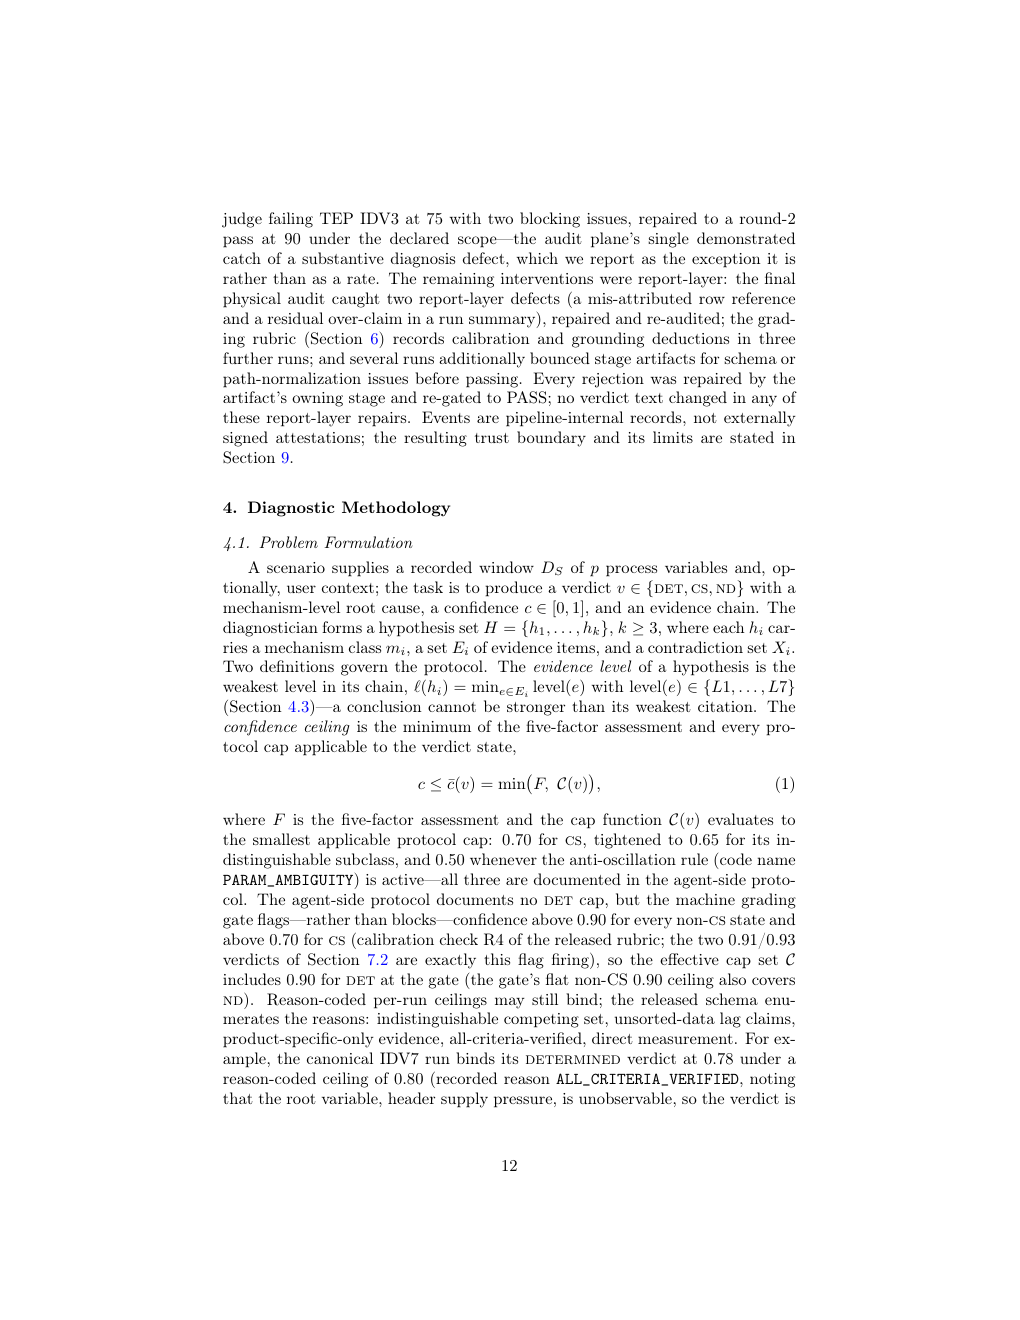 judge failing TEP IDV3 at 75 with two blocking issues, repaired to a round-2
pass at 90 under the declared scope—the audit plane's single demonstrated
catch of a substantive diagnosis defect, which we report as the exception it is
rather than as a rate. The remaining interventions were report-layer: the final
physical audit caught two report-layer defects (a mis-attributed row reference
and a residual over-claim in a run summary), repaired and re-audited; the grad-
ing rubric (Section 6) records calibration and grounding deductions in three
further runs; and several runs additionally bounced stage artifacts for schema or
path-normalization issues before passing. Every rejection was repaired by the
artifact's owning stage and re-gated to PASS; no verdict text changed in any of
these report-layer repairs. Events are pipeline-internal records, not externally
signed attestations; the resulting trust boundary and its limits are stated in
Section 9.
4. Diagnostic Methodology
4.1. Problem Formulation
A scenario supplies a recorded window D_S of p process variables and, op-
tionally, user context; the task is to produce a verdict v ∈ {DET, CS, ND} with a
mechanism-level root cause, a confidence c ∈ [0, 1], and an evidence chain. The
diagnostician forms a hypothesis set H = {h_1, . . . , h_k}, k ≥ 3, where each h_i car-
ries a mechanism class m_i, a set E_i of evidence items, and a contradiction set X_i.
Two definitions govern the protocol. The evidence level of a hypothesis is the
weakest level in its chain, ℓ(h_i) = min_{e∈E_i} level(e) with level(e) ∈ {L1, . . . , L7}
(Section 4.3)—a conclusion cannot be stronger than its weakest citation. The
confidence ceiling is the minimum of the five-factor assessment and every pro-
tocol cap applicable to the verdict state,
c ≤ c̄(v) = min(F, 𝒞(v)), (1)
where F is the five-factor assessment and the cap function 𝒞(v) evaluates to
the smallest applicable protocol cap: 0.70 for CS, tightened to 0.65 for its in-
distinguishable subclass, and 0.50 whenever the anti-oscillation rule (code name
PARAM_AMBIGUITY) is active—all three are documented in the agent-side proto-
col. The agent-side protocol documents no DET cap, but the machine grading
gate flags—rather than blocks—confidence above 0.90 for every non-CS state and
above 0.70 for CS (calibration check R4 of the released rubric; the two 0.91/0.93
verdicts of Section 7.2 are exactly this flag firing), so the effective cap set 𝒞
includes 0.90 for DET at the gate (the gate's flat non-CS 0.90 ceiling also covers
ND). Reason-coded per-run ceilings may still bind; the released schema enu-
merates the reasons: indistinguishable competing set, unsorted-data lag claims,
product-specific-only evidence, all-criteria-verified, direct measurement. For ex-
ample, the canonical IDV7 run binds its DETERMINED verdict at 0.78 under a
reason-coded ceiling of 0.80 (recorded reason ALL_CRITERIA_VERIFIED, noting
that the root variable, header supply pressure, is unobservable, so the verdict is
12